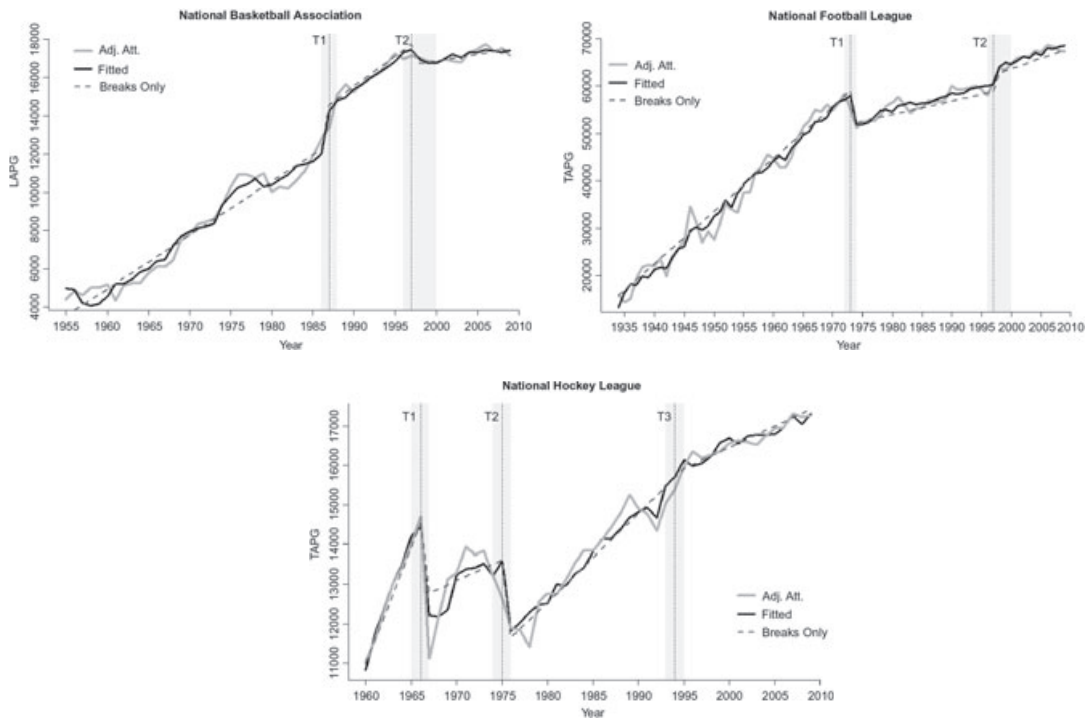 National Basketball Association
T1
T2
Adj. Att.
Fitted
Breaks Only
LAPG
18000
16000
14000
12000
10000
8000
6000
4000
1955 1960 1965 1970 1975 1980 1985 1990 1995 2000 2005 2010
Year
National Football League
T1
T2
Adj. Att.
Fitted
Breaks Only
TAPG
70000
60000
50000
40000
30000
20000
1935 1940 1945 1950 1955 1960 1965 1970 1975 1980 1985 1990 1995 2000 2005 2010
Year
National Hockey League
T1
T2
T3
TAPG
17000
16000
15000
14000
13000
12000
11000
Adj. Att.
Fitted
Breaks Only
1960 1965 1970 1975 1980 1985 1990 1995 2000 2005 2010
Year